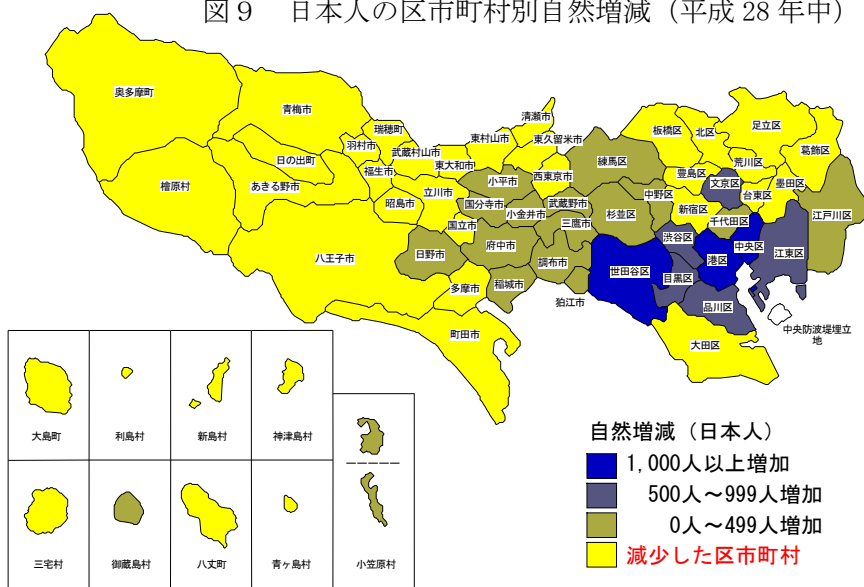 図９ 日本人の区市町村別自然増減（平成 28 年中）
奥多摩町
青梅市
瑞穂町
羽村市
日の出町
檜原村
あきる野市
福生市
武蔵村山市
東大和市
東村山市
清瀬市
東久留米市
西東京市
小平市
立川市
昭島市
国立市
国分寺市
小金井市
武蔵野市
三鷹市
八王子市
日野市
府中市
調布市
稲城市
狛江市
多摩市
町田市
練馬区
板橋区
北区
足立区
葛飾区
荒川区
豊島区
文京区
台東区
墨田区
江戸川区
中野区
杉並区
新宿区
千代田区
渋谷区
中央区
港区
江東区
世田谷区
目黒区
品川区
大田区
中央防波堤埋立
地
大島町
利島村
新島村
神津島村
三宅村
御蔵島村
八丈町
青ヶ島村
小笠原村
自然増減（日本人）
1,000人以上増加
500人～999人増加
0人～499人増加
減少した区市町村